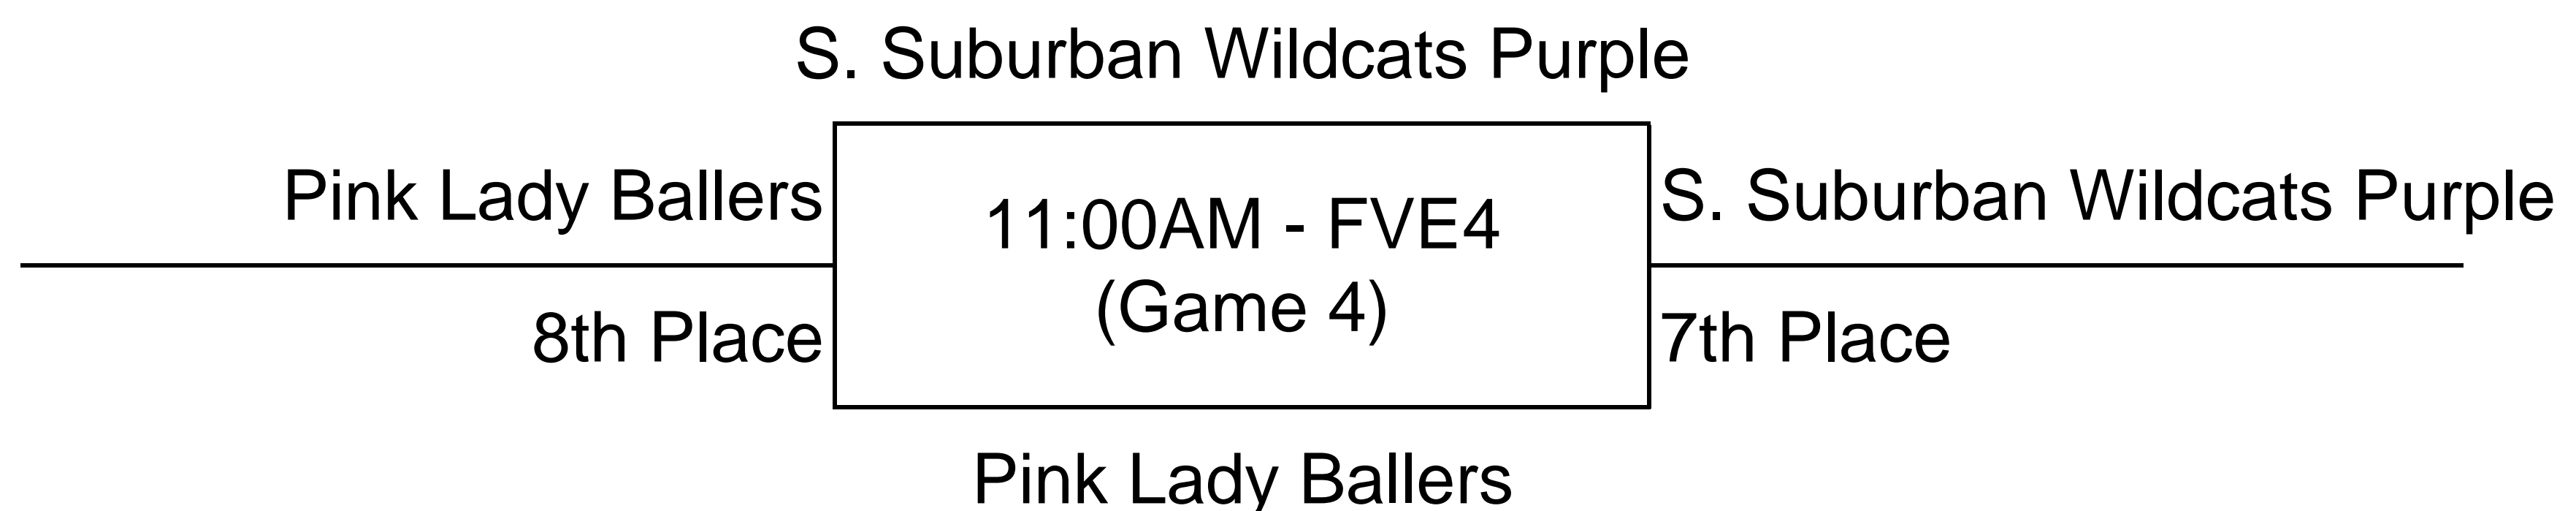 S. Suburban Wildcats Purple
Pink Lady Ballers
11:00AM - FVE4
(Game 4)
S. Suburban Wildcats Purple
8th Place
7th Place
Pink Lady Ballers